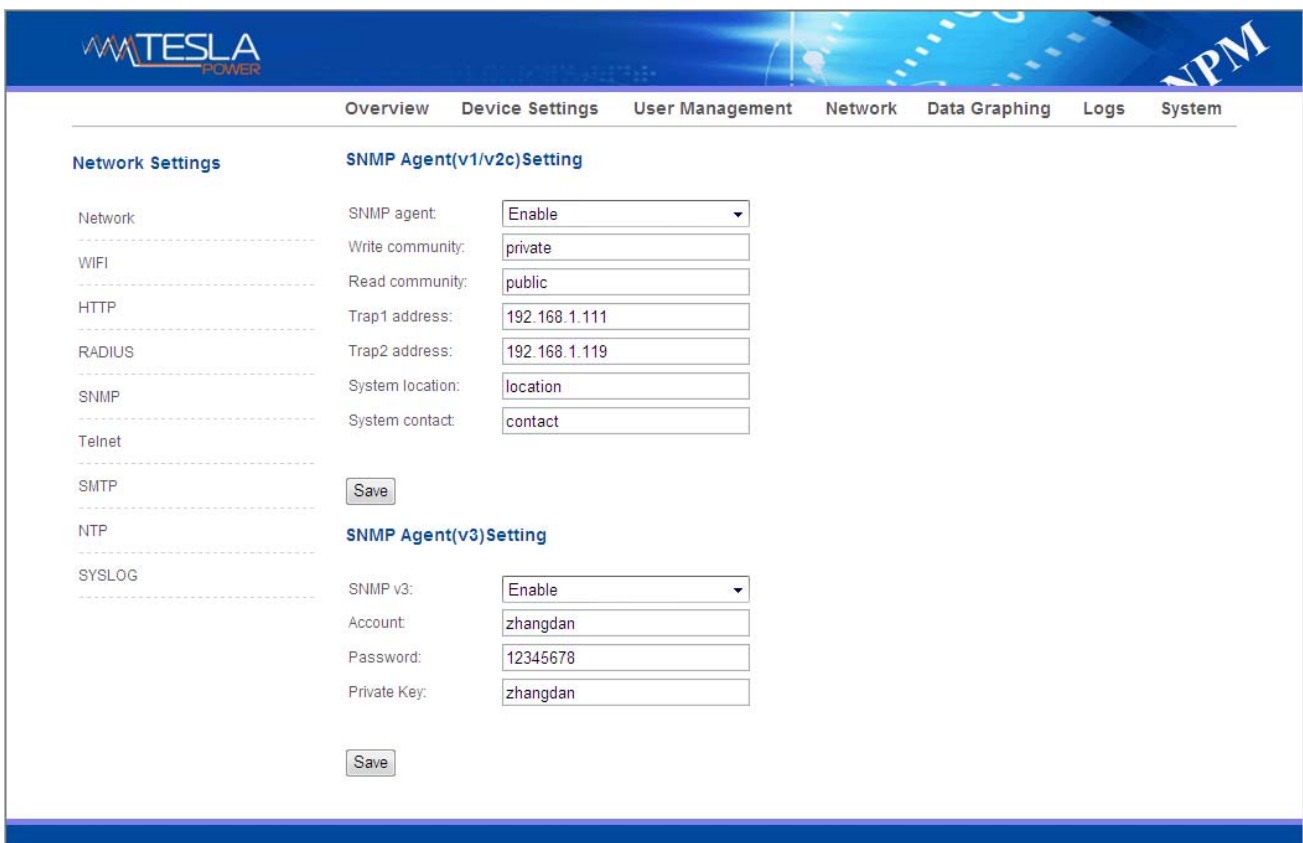 TESLA
POWER
NPM
Overview Device Settings User Management Network Data Graphing Logs System
Network Settings
Network
WIFI
HTTP
RADIUS
SNMP
Telnet
SMTP
NTP
SYSLOG
SNMP Agent(v1/v2c)Setting
SNMP agent: Enable
Write community: private
Read community: public
Trap1 address: 192.168.1.111
Trap2 address: 192.168.1.119
System location: location
System contact: contact
Save
SNMP Agent(v3)Setting
SNMP v3: Enable
Account: zhangdan
Password: 12345678
Private Key: zhangdan
Save